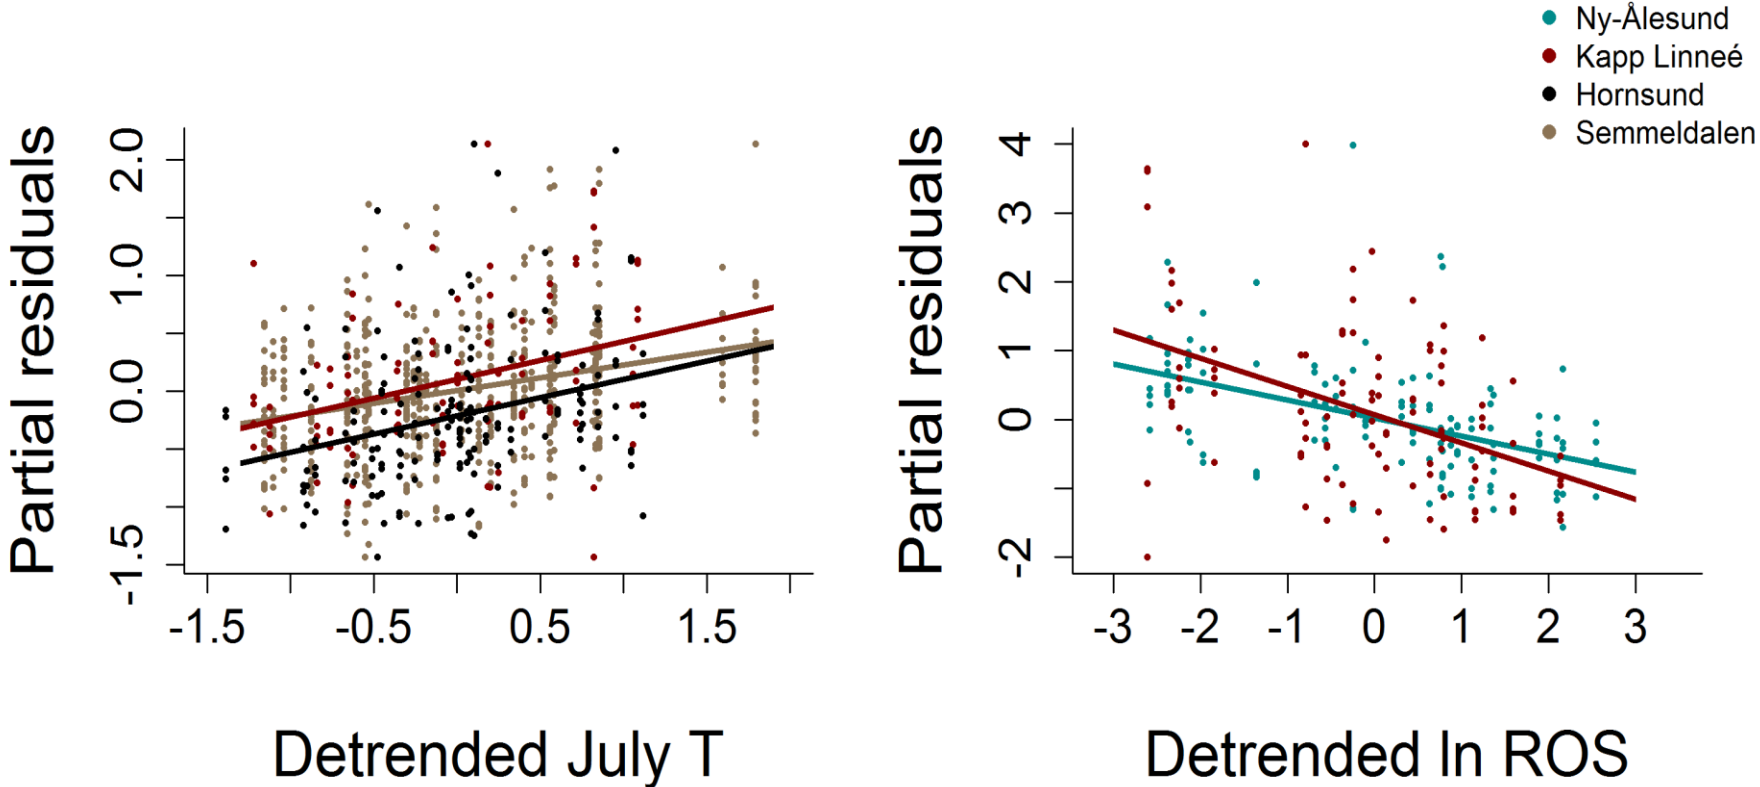 Ny-Ålesund
Kapp Linneé
Hornsund
Semmeldalen
Partial residuals
2.0
1.0
0.0
-1.5
-1.5
-0.5
0.5
1.5
Detrended July T
Partial residuals
4
3
2
1
0
-2
-3
-2
-1
0
1
2
3
Detrended ln ROS